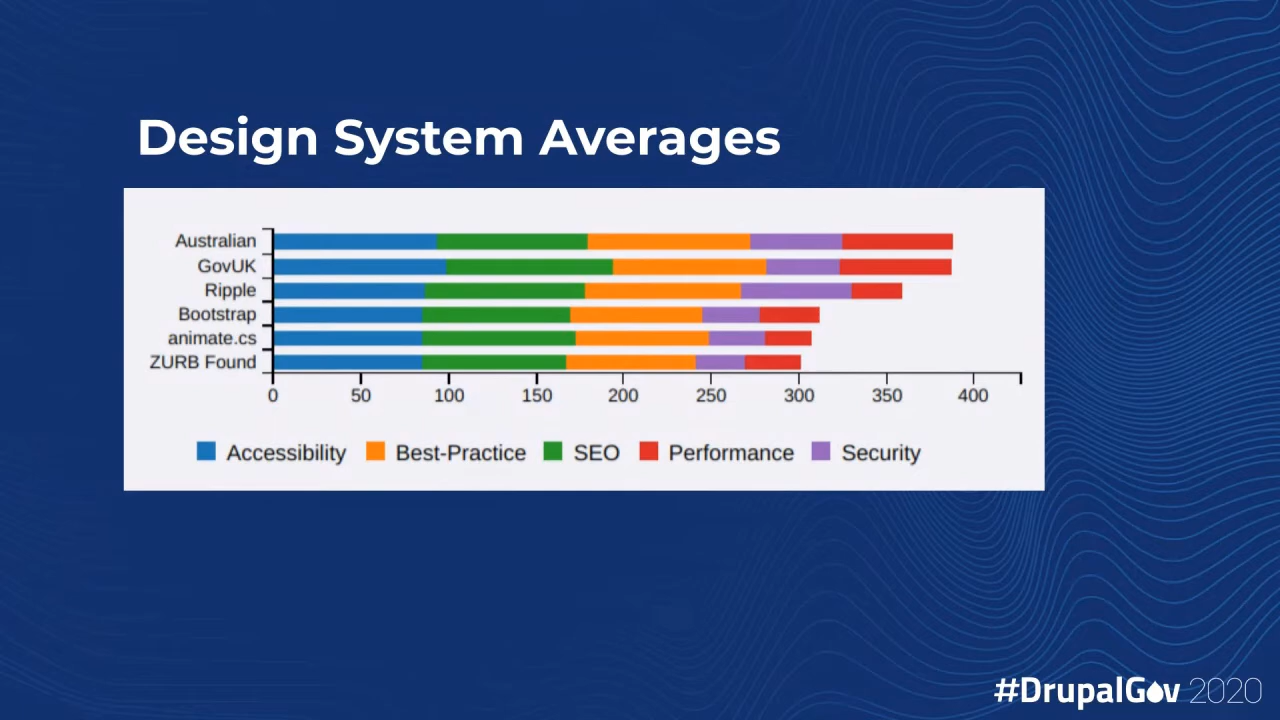 Design System Averages
Australian
GovUK
Ripple
Bootstrap
animate.cs
ZURB Found
0 50 100 150 200 250 300 350 400
Accessibility Best-Practice SEO Performance Security
#DrupalGov 2020